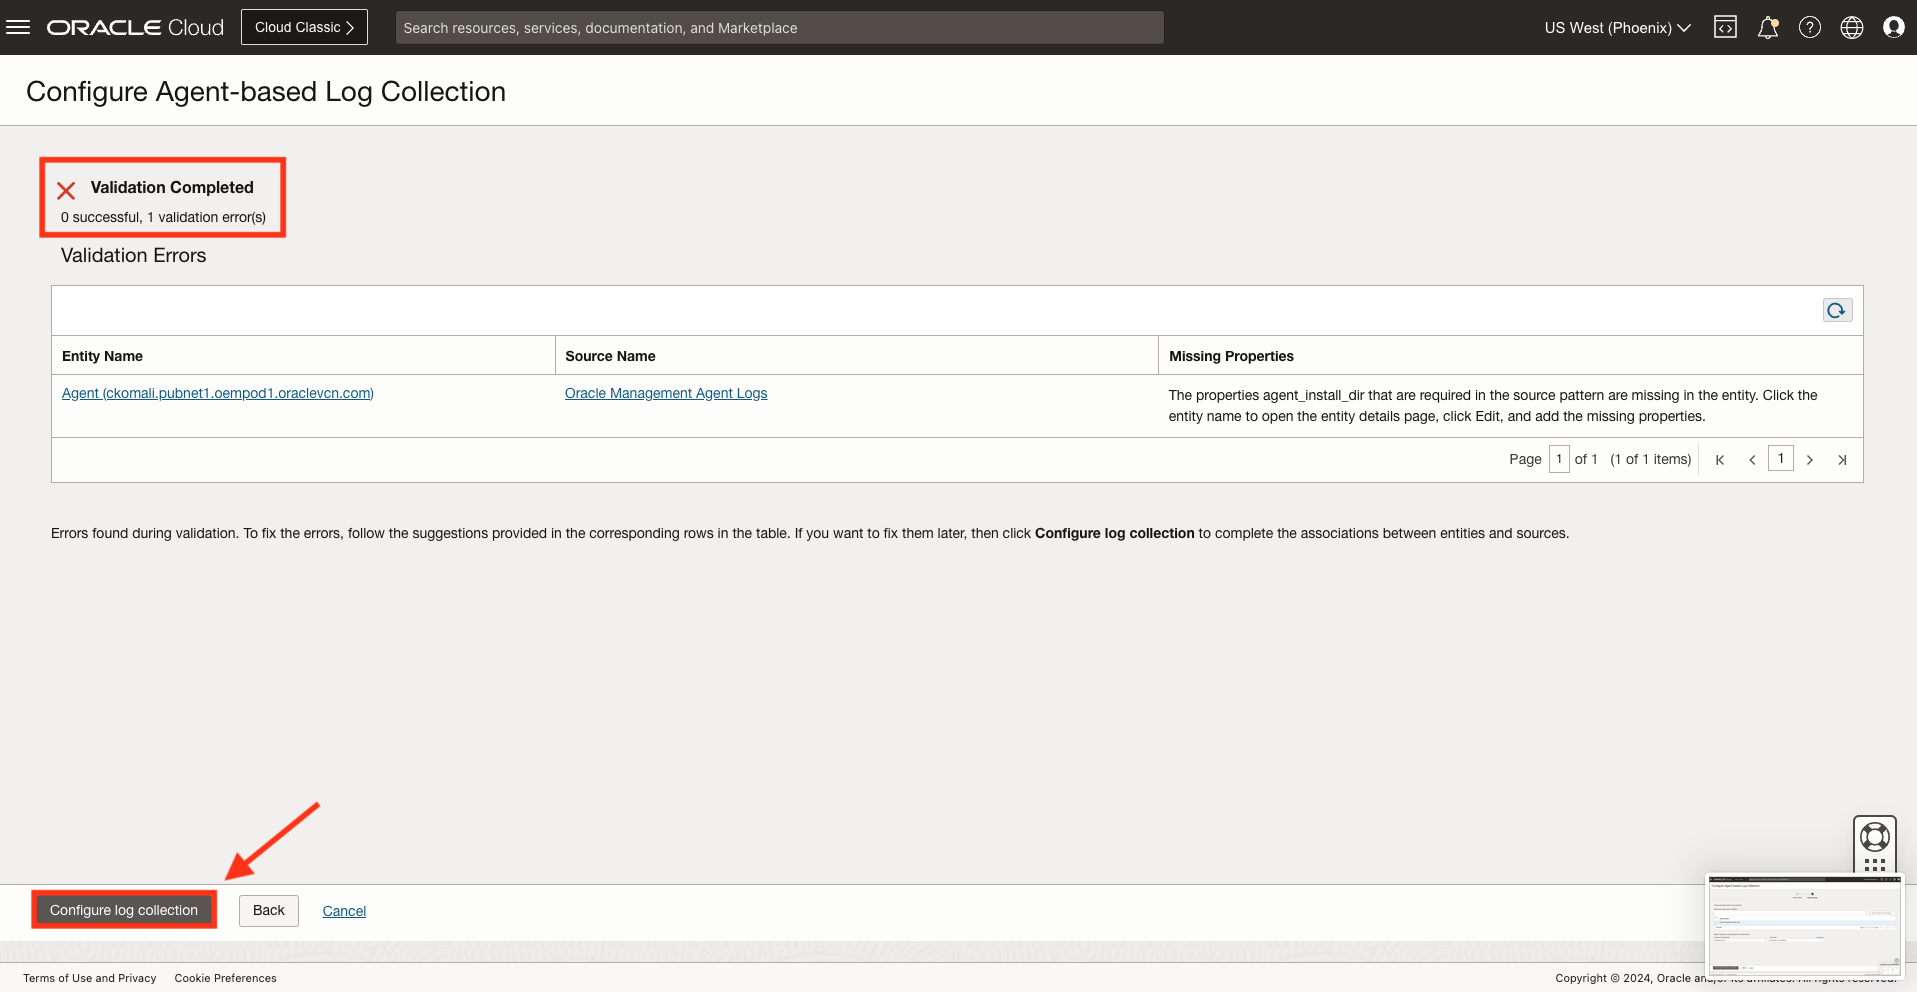 ORACLE Cloud
Cloud Classic
Search resources, services, documentation, and Marketplace
US West (Phoenix)
Configure Agent-based Log Collection
Validation Completed
0 successful, 1 validation error(s)
Validation Errors
Entity Name
Source Name
Missing Properties
Agent (ckomali.pubnet1.oempod1.oraclevcn.com)
Oracle Management Agent Logs
The properties agent_install_dir that are required in the source pattern are missing in the entity. Click the
entity name to open the entity details page, click Edit, and add the missing properties.
Page 1 of 1 (1 of 1 items)
1
Errors found during validation. To fix the errors, follow the suggestions provided in the corresponding rows in the table. If you want to fix them later, then click Configure log collection to complete the associations between entities and sources.
Configure log collection
Back
Cancel
Terms of Use and Privacy
Cookie Preferences
Copyright © 2024, Oracle and/or its affiliates. All rights reserved.